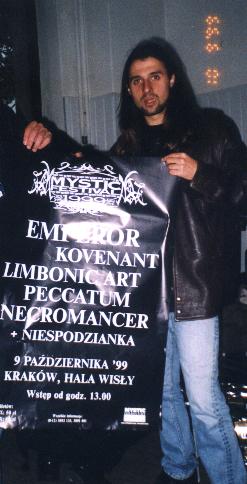 MYSTIC
FESTIVAL
1999
EMPEROR
KOVENANT
LIMBONIC ART
PECCATUM
NECROMANCER
+ NIESPODZIANKA
9 PAŹDZIERNIKA '99
KRAKÓW, HALA WISŁY
Wstęp od godz. 13.00